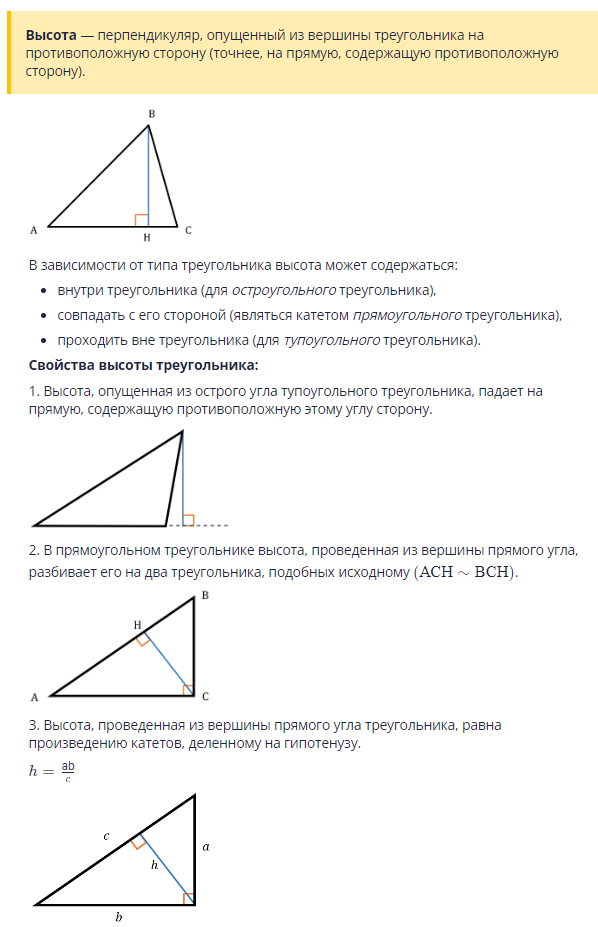 Высота — перпендикуляр, опущенный из вершины треугольника на
противоположную сторону (точнее, на прямую, содержащую противоположную
сторону).
B
A
H
C
В зависимости от типа треугольника высота может содержаться:
• внутри треугольника (для остроугольного треугольника),
• совпадать с его стороной (являться катетом прямоугольного треугольника),
• проходить вне треугольника (для тупоугольного треугольника).
Свойства высоты треугольника:
1. Высота, опущенная из острого угла тупоугольного треугольника, падает на
прямую, содержащую противоположную этому углу сторону.
2. В прямоугольном треугольнике высота, проведенная из вершины прямого угла,
разбивает его на два треугольника, подобных исходному (ACH ∼ BCH).
B
H
A
C
3. Высота, проведенная из вершины прямого угла треугольника, равна
произведению катетов, деленному на гипотенузу.
h = ab/c
c
a
h
b